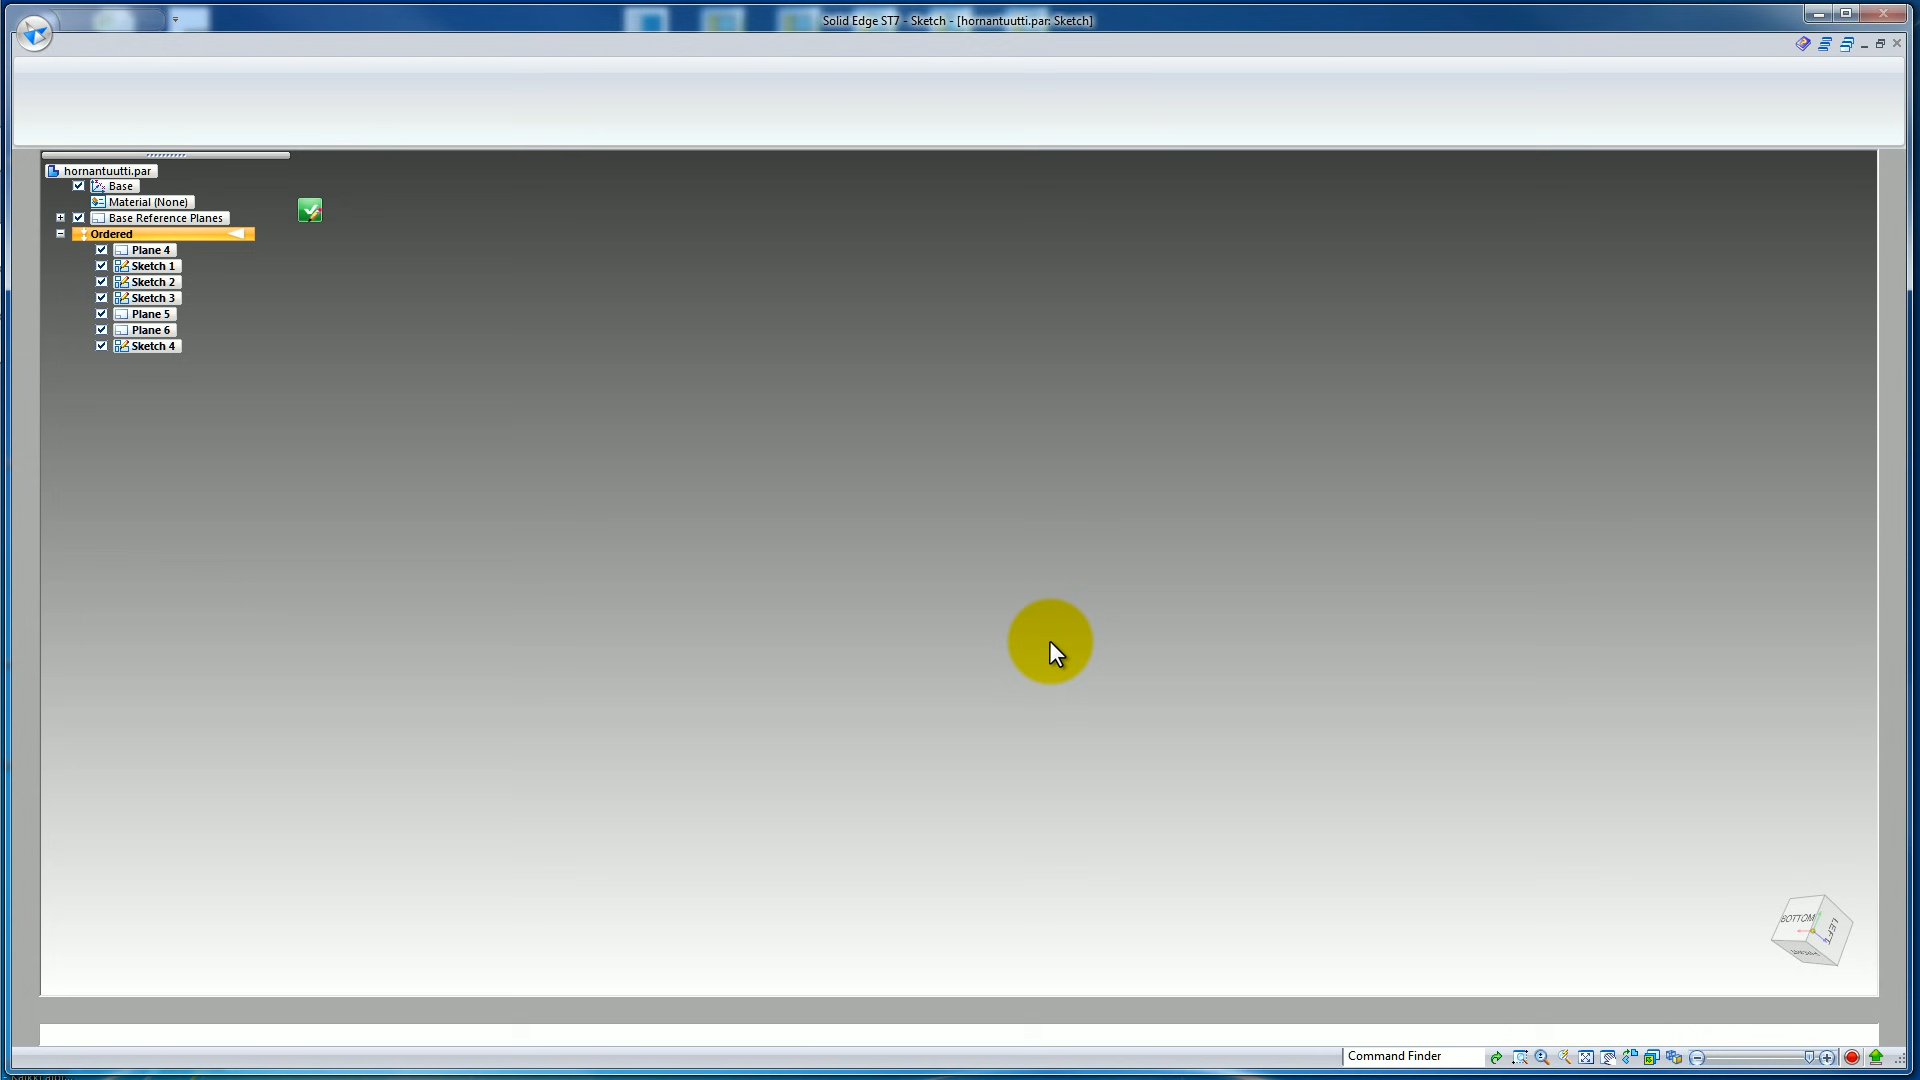 Solid Edge ST7 - Sketch - [hornantuutti.par: Sketch]
hornantuutti.par
Base
Material (None)
Base Reference Planes
Ordered
Plane 4
Sketch 1
Sketch 2
Sketch 3
Plane 5
Plane 6
Sketch 4
BOTTOM
LEFT
Command Finder